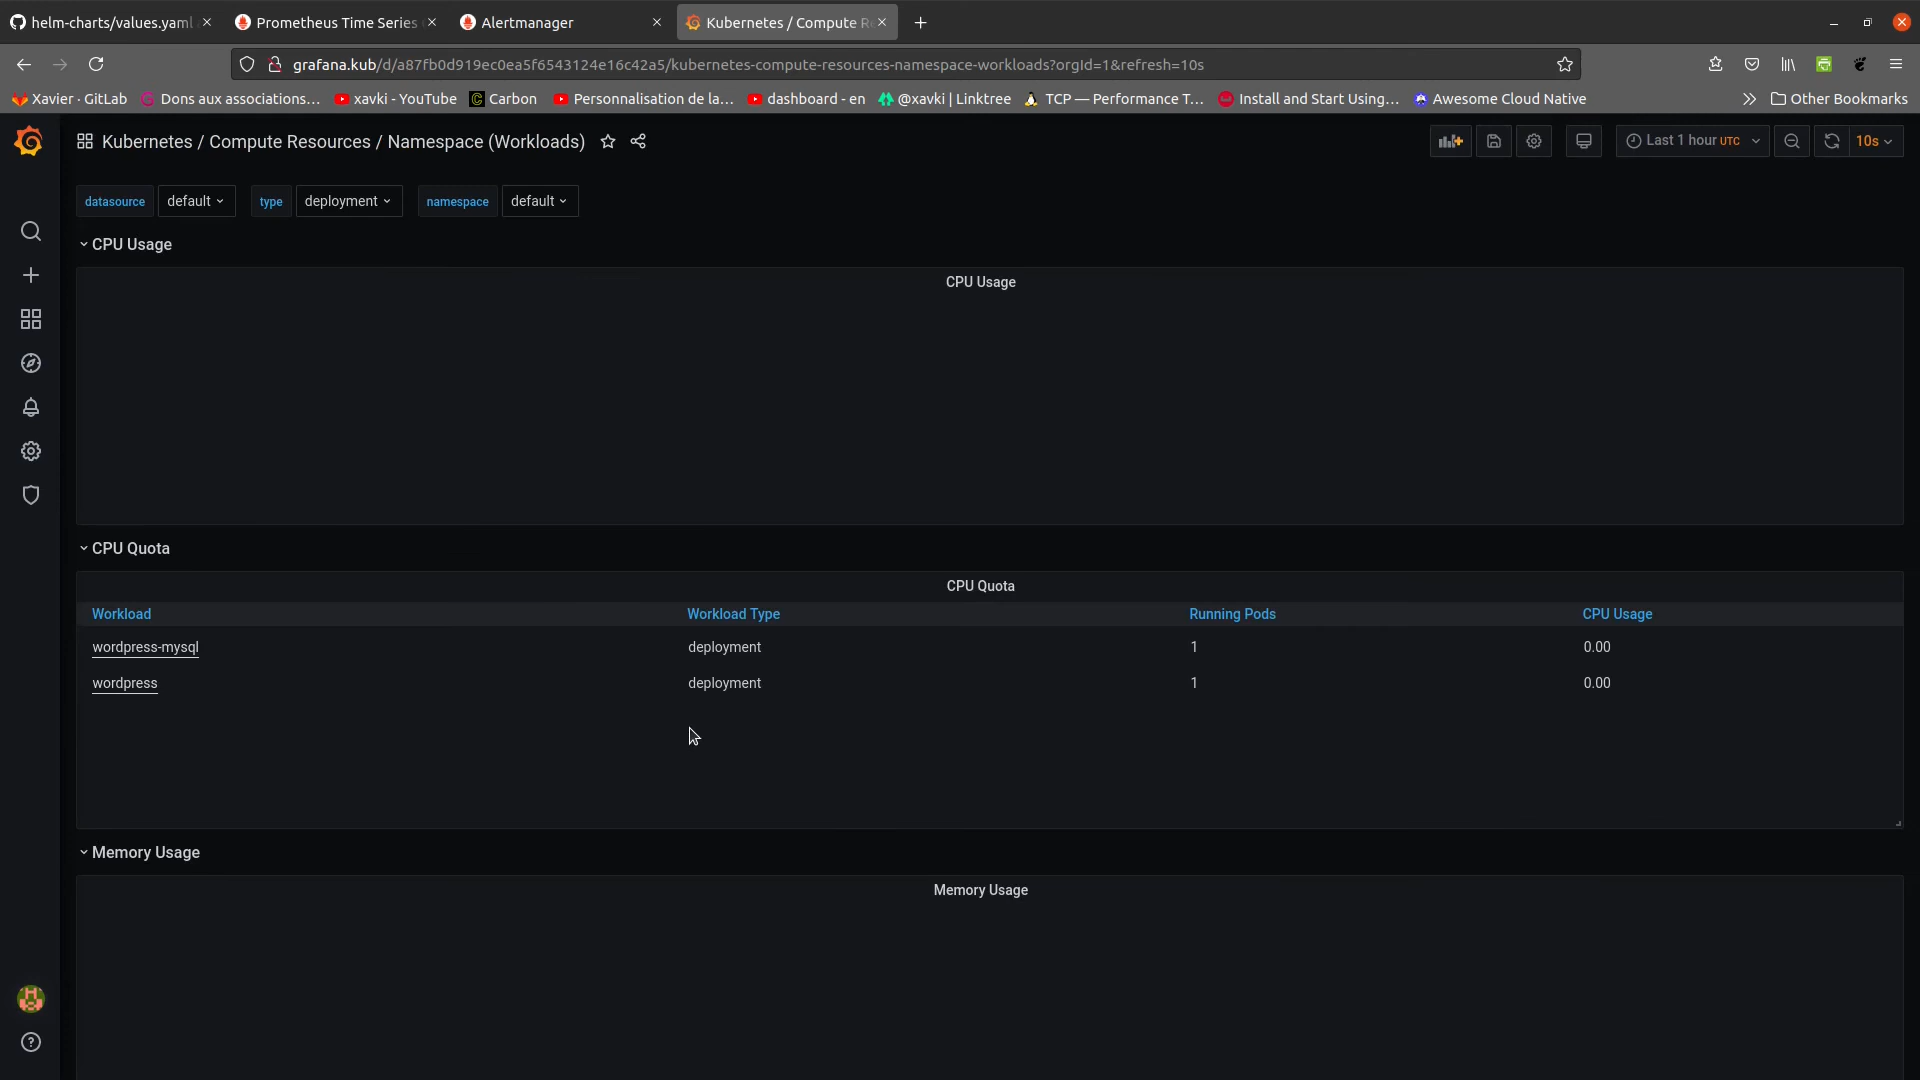 helm-charts/values.yaml
Prometheus Time Series
Alertmanager
Kubernetes / Compute Re
grafana.kub/d/a87fb0d919ec0ea5f6543124e16c42a5/kubernetes-compute-resources-namespace-workloads?orgId=1&refresh=10s
Xavier · GitLab
Dons aux associations…
xavki - YouTube
Carbon
Personnalisation de la…
dashboard - en
@xavki | Linktree
TCP — Performance T…
Install and Start Using…
Awesome Cloud Native
Other Bookmarks
Kubernetes / Compute Resources / Namespace (Workloads)
Last 1 hour UTC
10s
datasource default type deployment namespace default
CPU Usage
CPU Usage
CPU Quota
CPU Quota
Workload Workload Type Running Pods CPU Usage
wordpress-mysql deployment 1 0.00
wordpress deployment 1 0.00
Memory Usage
Memory Usage